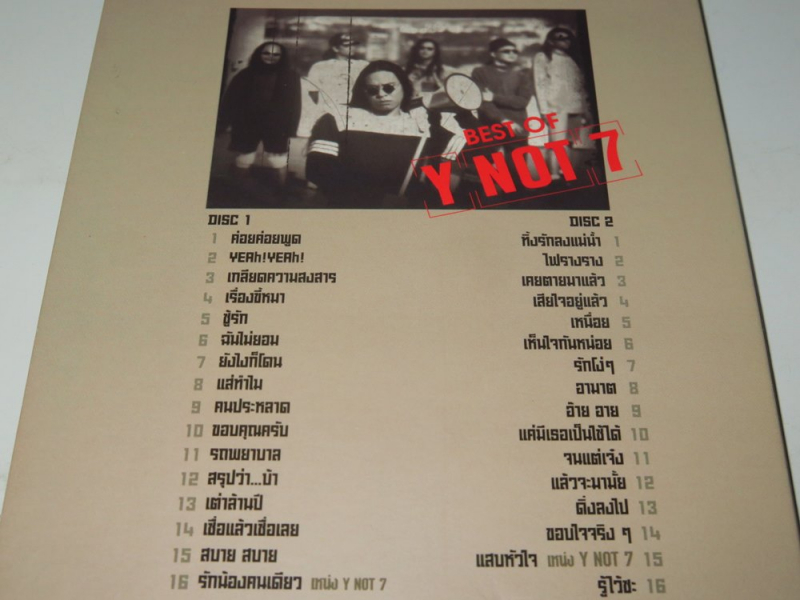 BEST OF
Y NOT 7
DISC 1
1 ค่อยค่อยพูด
2 YEAh!YEAh!
3 เกลียดความสงสาร
4 เรื่องขี้หมา
5 ชู้รัก
6 ฉันไม่ยอม
7 ยังไงก็โดน
8 แส่ทำไม
9 คนประหลาด
10 ขอบคุณครับ
11 รถพยาบาล
12 สรุปว่า...บ้า
13 เต่าล้านปี
14 เชื่อแล้วเชื่อเลย
15 สบาย สบาย
16 รักน้องคนเดียว เหน่ง Y NOT 7
DISC 2
ทิ้งรักลงแม่น้ำ 1
ไฟรางราง 2
เคยตายมาแล้ว 3
เสียใจอยู่แล้ว 4
เหนื่อย 5
เห็นใจกันหน่อย 6
รักโง่ๆ 7
อามาต 8
อ้าย อาย 9
แค่มีเธอเป็นใช้ได้ 10
จนแต่เจ๋ง 11
แล้วจะมามั้ย 12
ดิ่งลงไป 13
ขอบใจจริง ๆ 14
แสบหัวใจ เหน่ง Y NOT 7 15
รู้ไว้ซะ 16